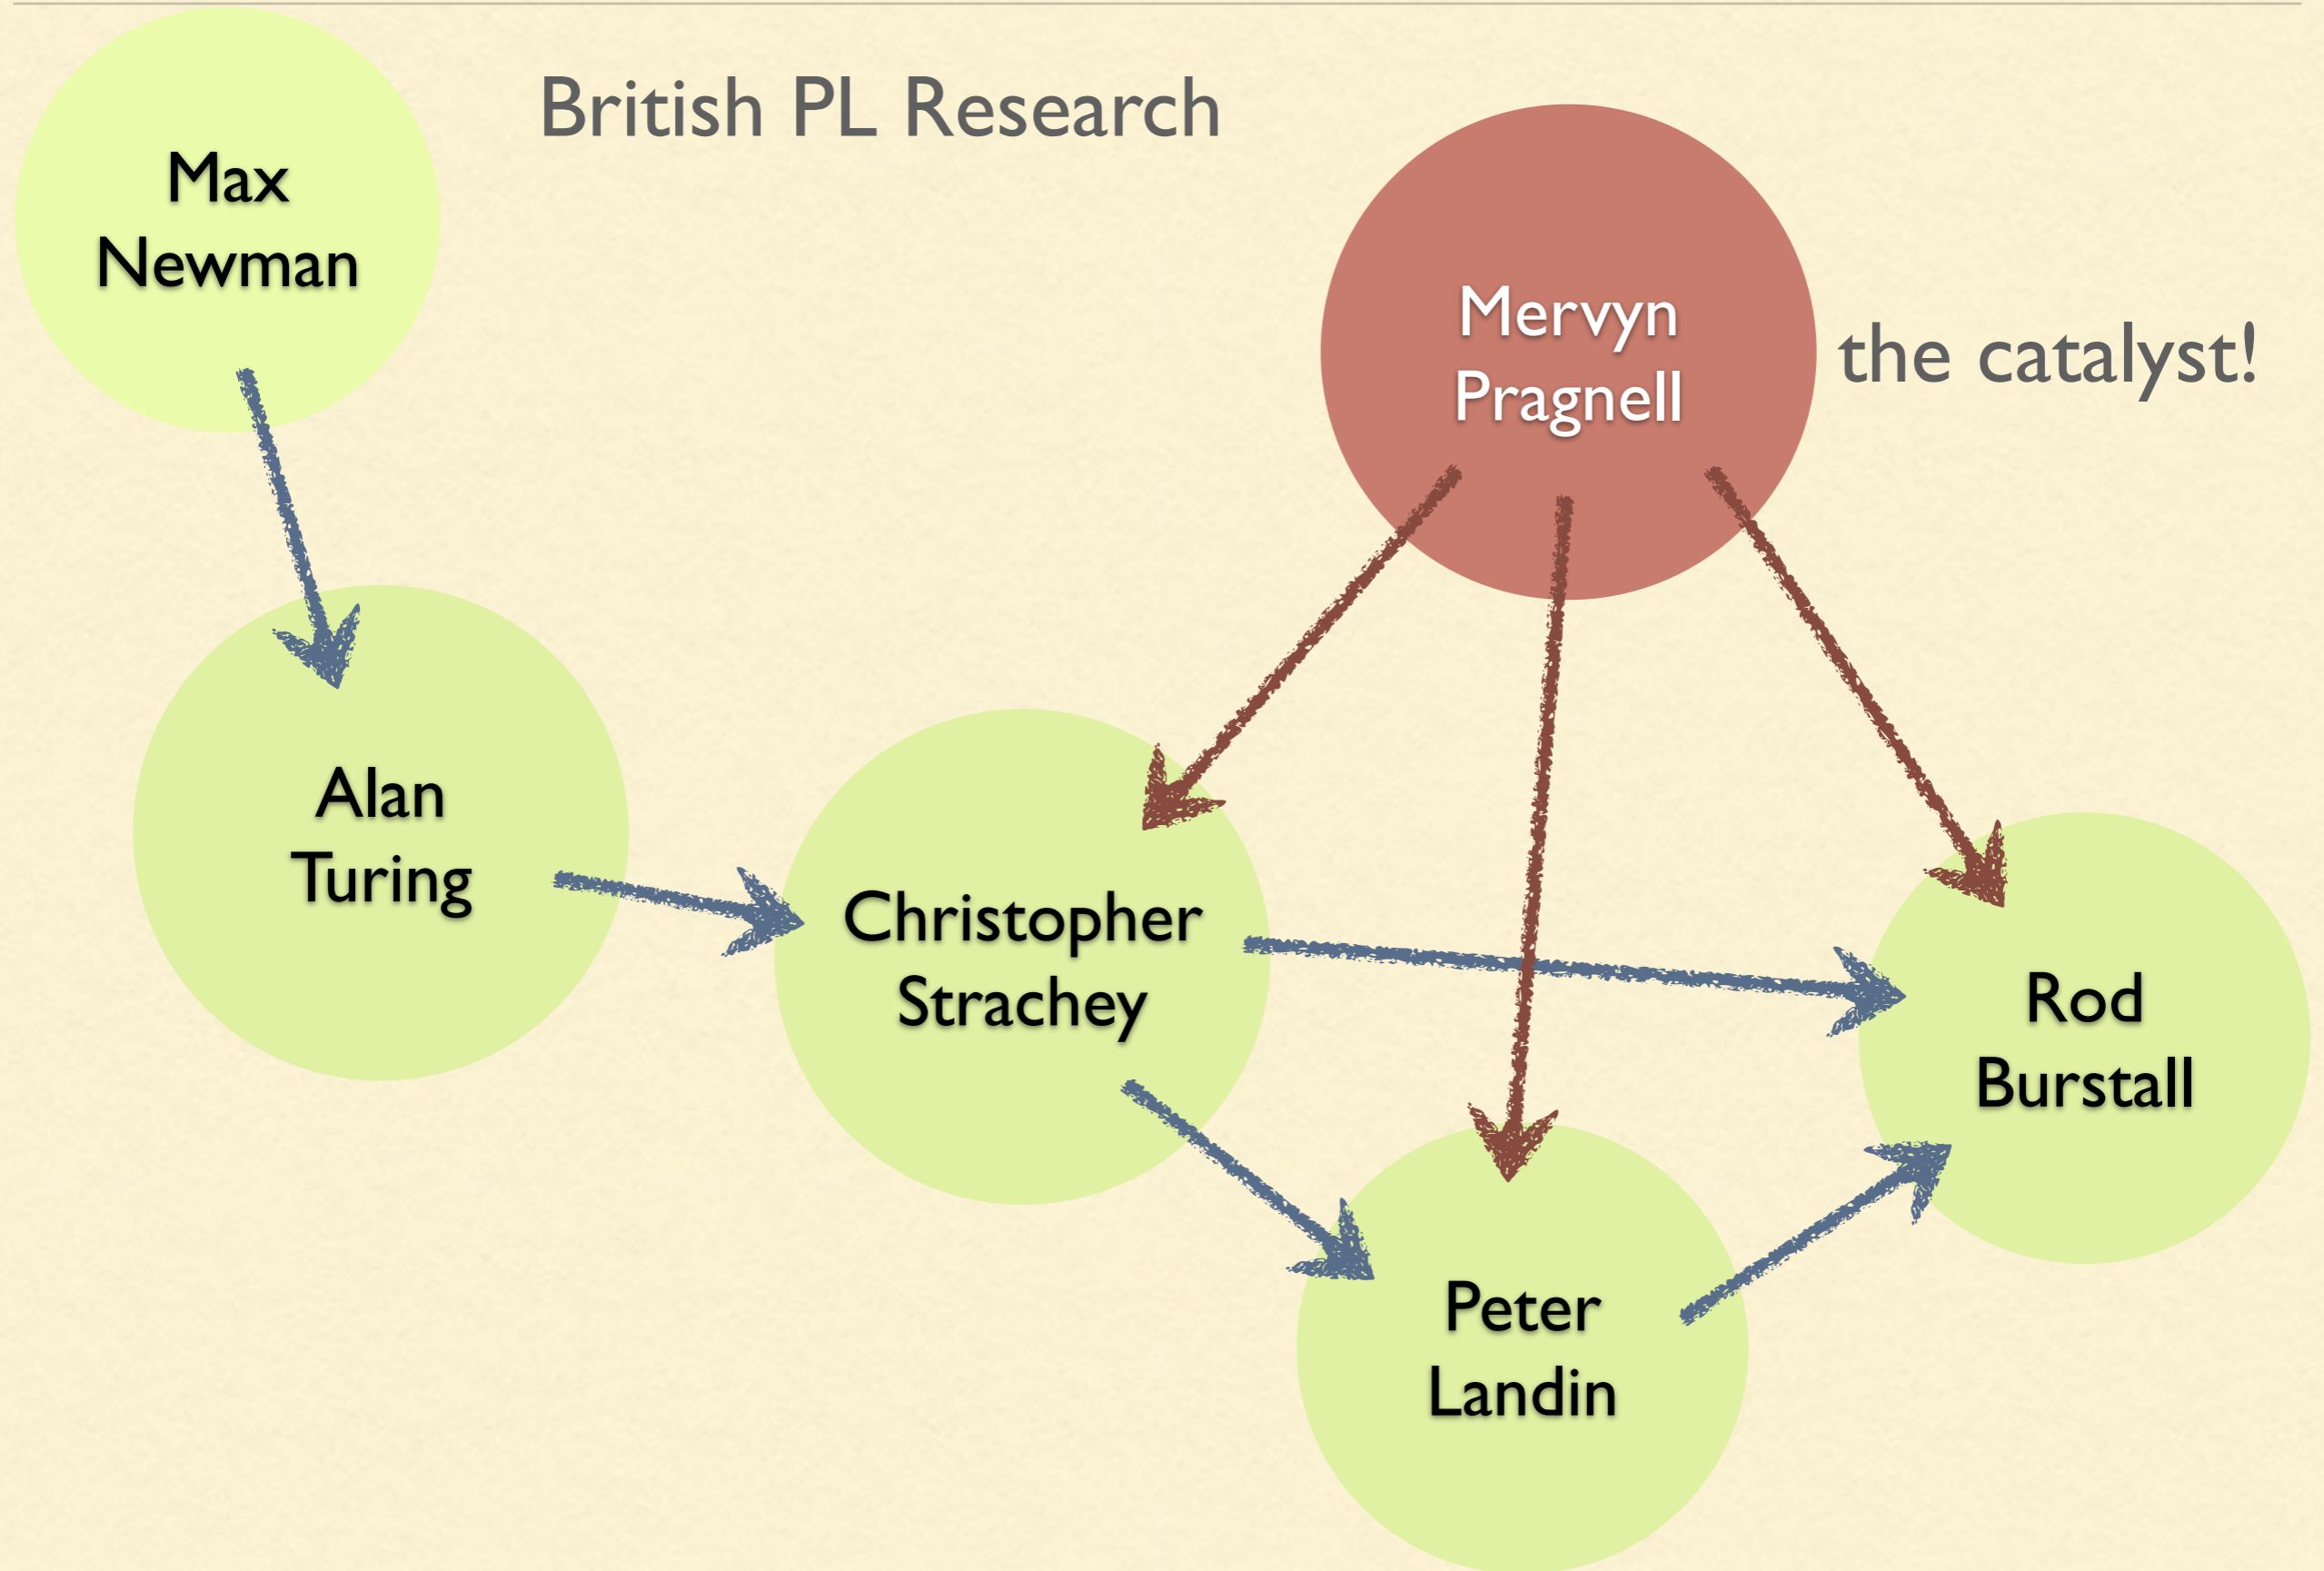 British PL Research
Max
Newman
Mervyn
Pragnell
the catalyst!
Alan
Turing
Christopher
Strachey
Rod
Burstall
Peter
Landin